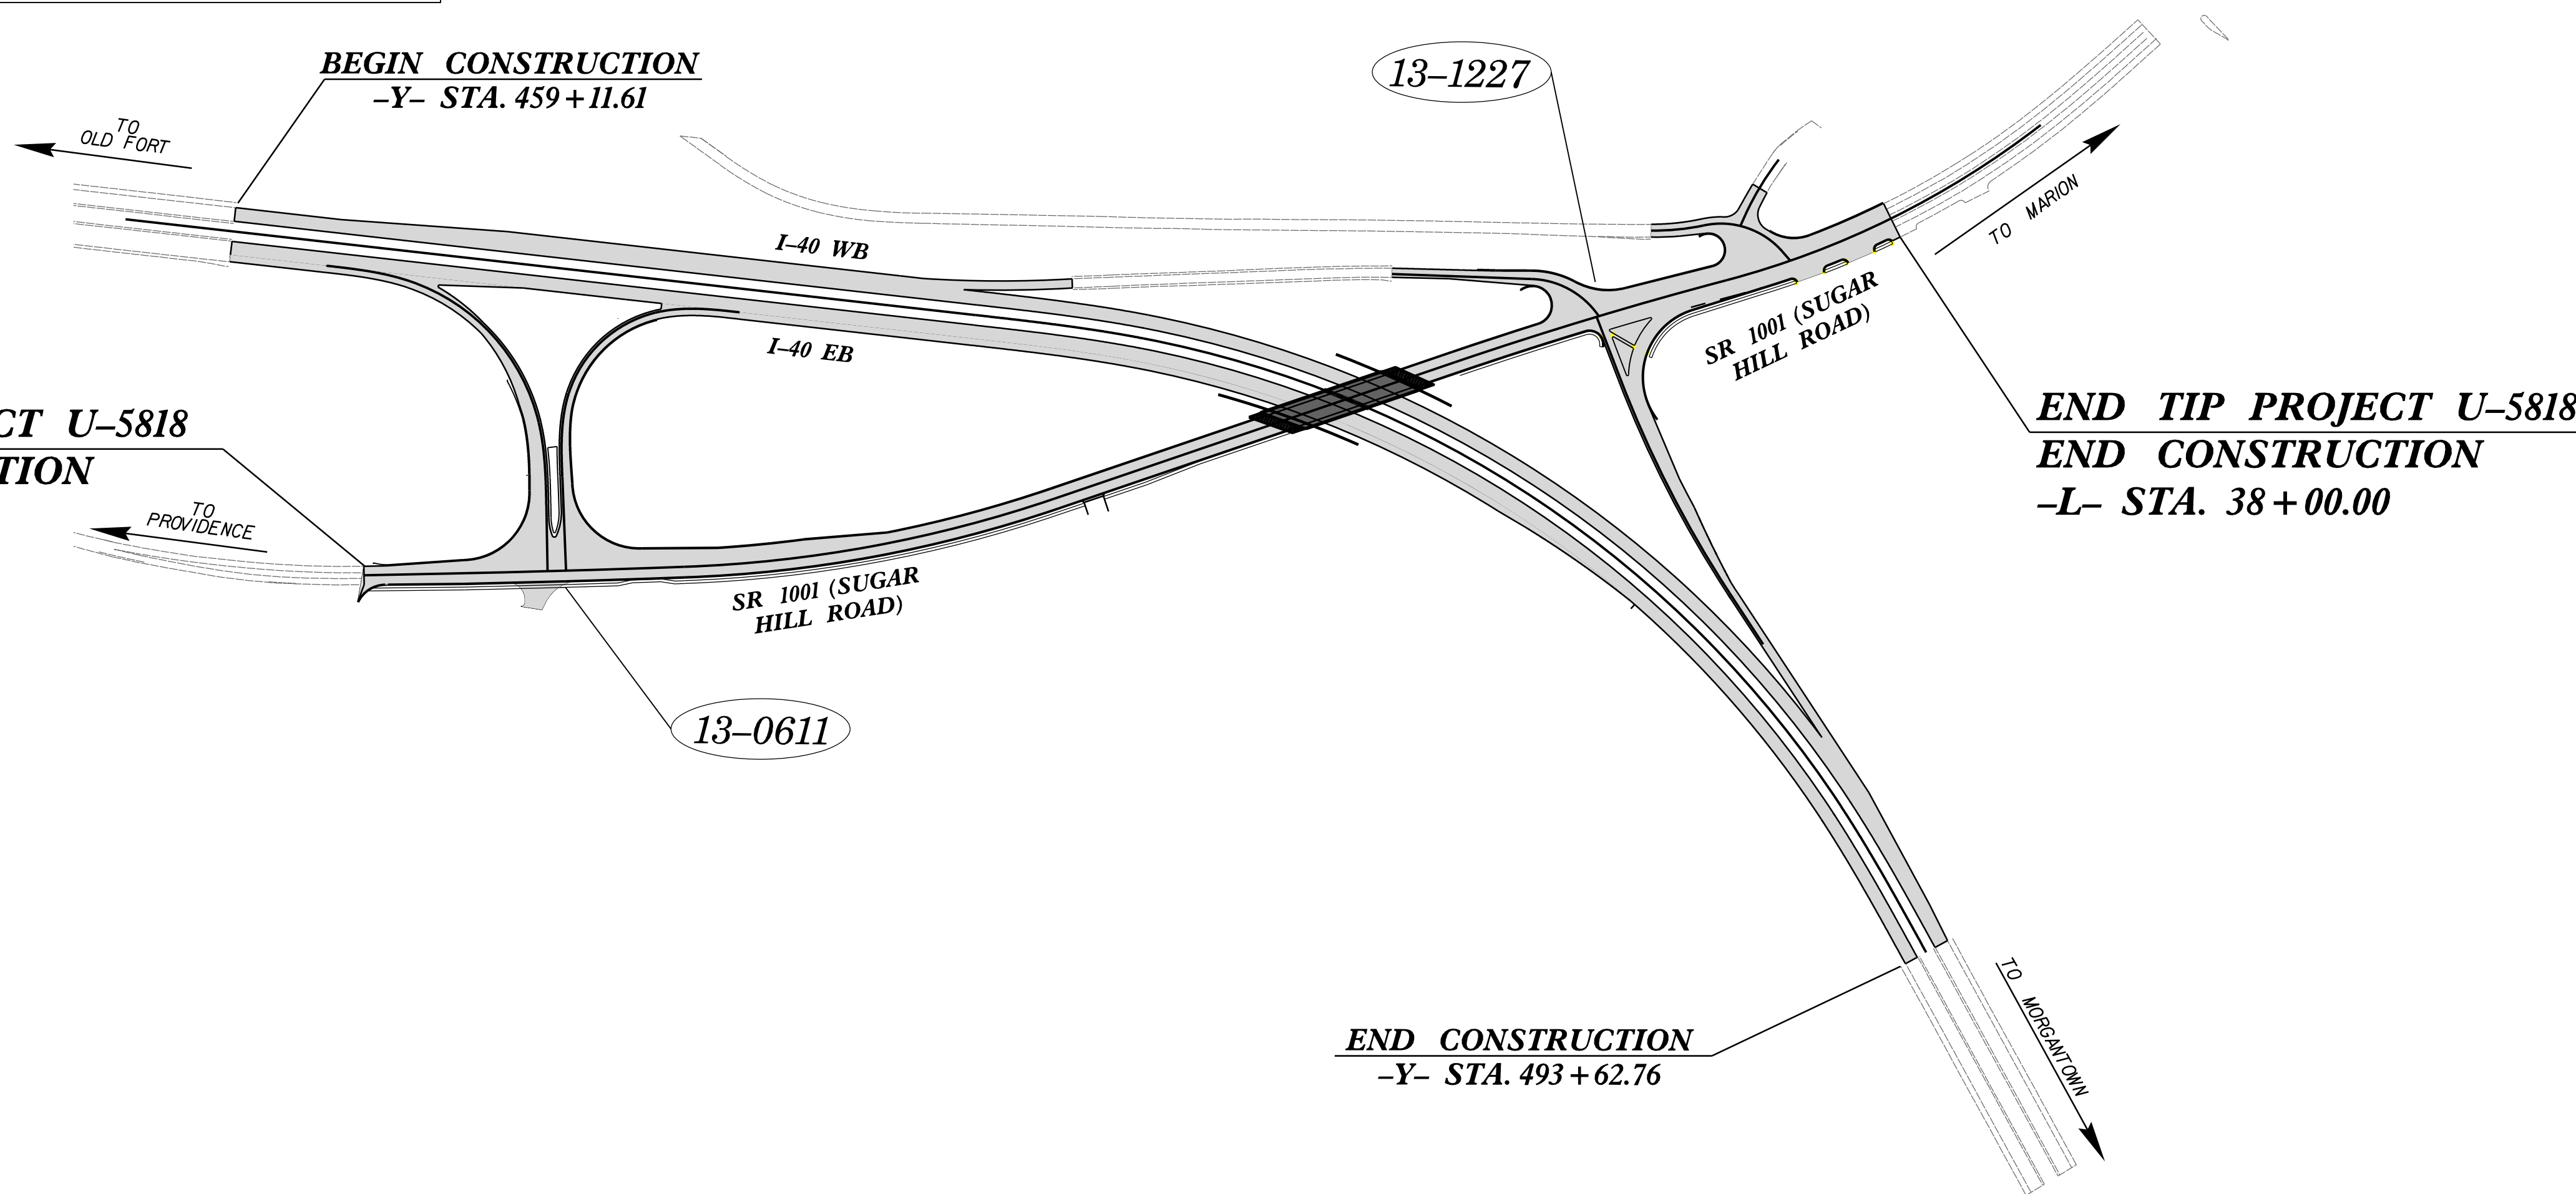 BEGIN CONSTRUCTION
–Y– STA. 459+11.61
13–1227
TO
OLD FORT
TO MARION
I–40 WB
I–40 EB
SR 1001 (SUGAR
HILL ROAD)
CT U–5818
TION
END TIP PROJECT U–5818
END CONSTRUCTION
–L– STA. 38+00.00
TO
PROVIDENCE
SR 1001 (SUGAR
HILL ROAD)
13–0611
END CONSTRUCTION
–Y– STA. 493+62.76
TO MORGANTOWN